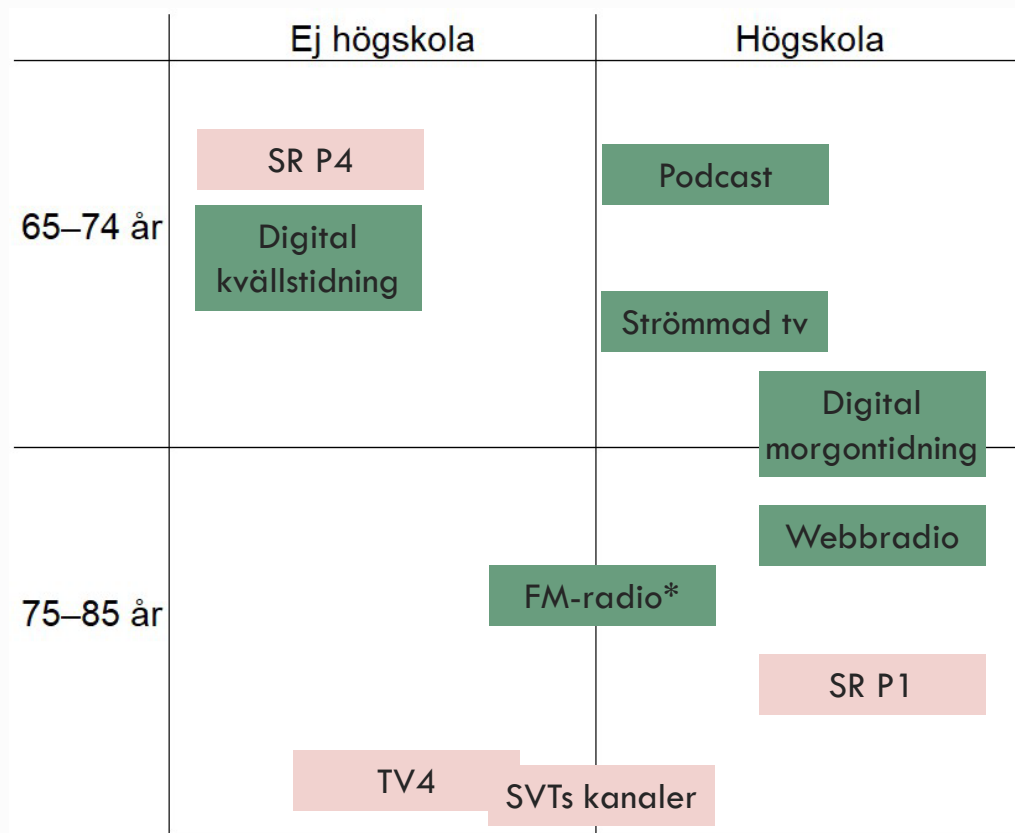 Ej högskola
Högskola
SR P4
Podcast
65–74 år
Digital
kvällstidning
Strömmad tv
Digital
morgontidning
Webbradio
75–85 år
FM-radio*
SR P1
TV4
SVTs kanaler